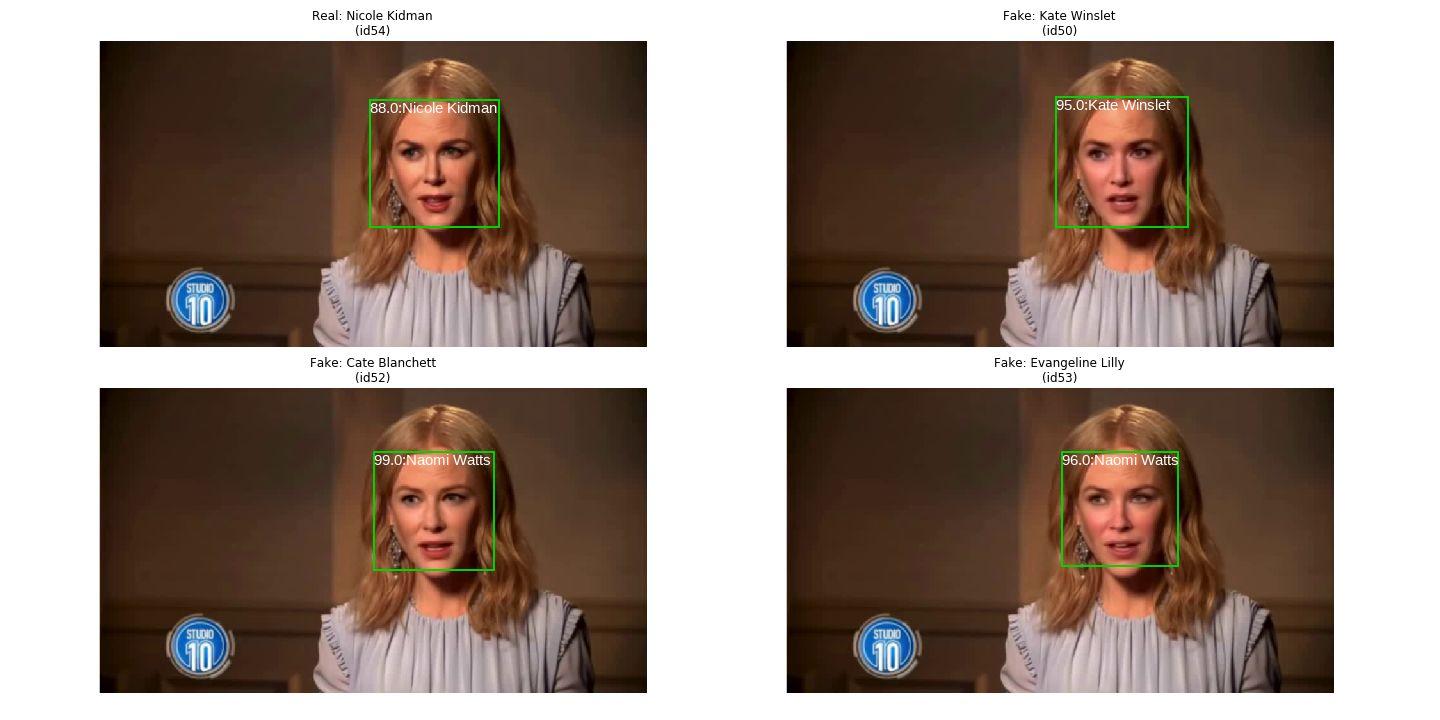 Real: Nicole Kidman
(id54)
Fake: Kate Winslet
(id50)
88.0:Nicole Kidman
95.0:Kate Winslet
STUDIO
10
STUDIO
10
Fake: Cate Blanchett
(id52)
Fake: Evangeline Lilly
(id53)
99.0:Naomi Watts
96.0:Naomi Watts
STUDIO
10
STUDIO
10